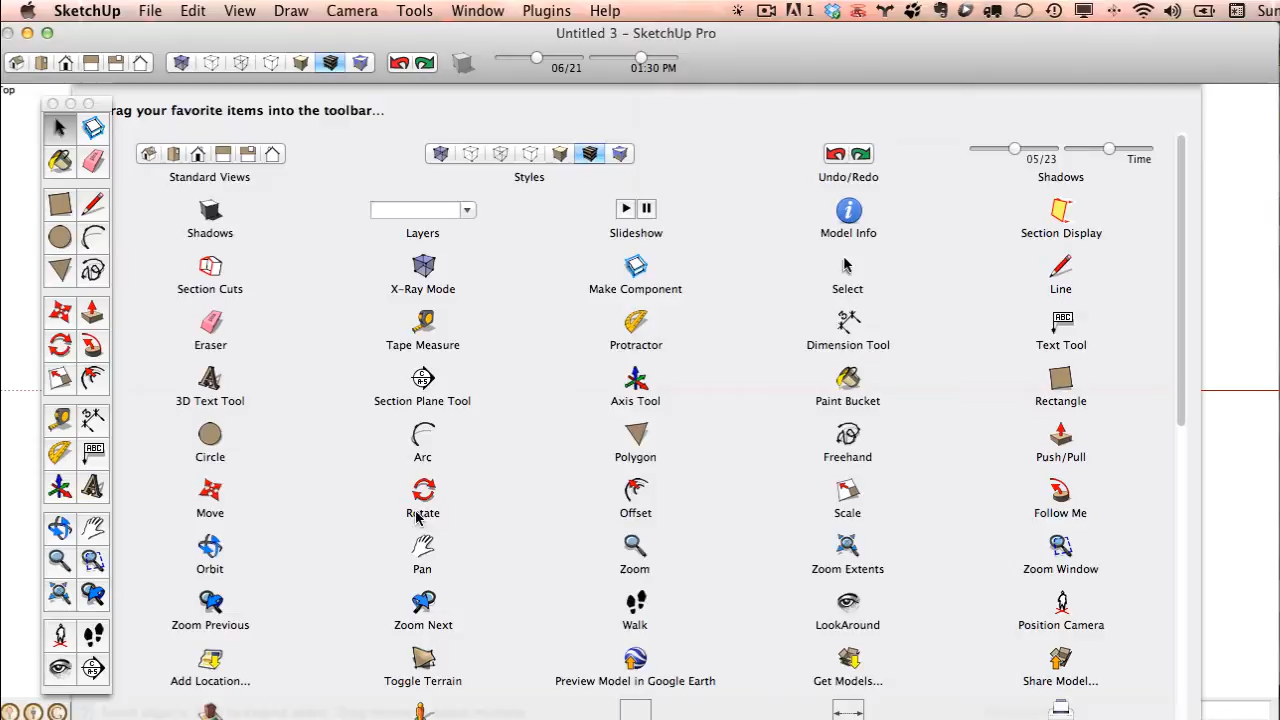 SketchUp File Edit View Draw Camera Tools Window Plugins Help 1 Sun
Untitled 3 - SketchUp Pro
06/21 01:30 PM
Top
rag your favorite items into the toolbar...
05/23 Time
Standard Views Styles Undo/Redo Shadows
Shadows Layers Slideshow Model Info Section Display
Section Cuts X-Ray Mode Make Component Select Line
ABC
Eraser Tape Measure Protractor Dimension Tool Text Tool
3D Text Tool Section Plane Tool Axis Tool Paint Bucket Rectangle
Circle Arc Polygon Freehand Push/Pull
ABC
Move Rotate Offset Scale Follow Me
Orbit Pan Zoom Zoom Extents Zoom Window
Zoom Previous Zoom Next Walk LookAround Position Camera
Add Location... Toggle Terrain Preview Model in Google Earth Get Models... Share Model...